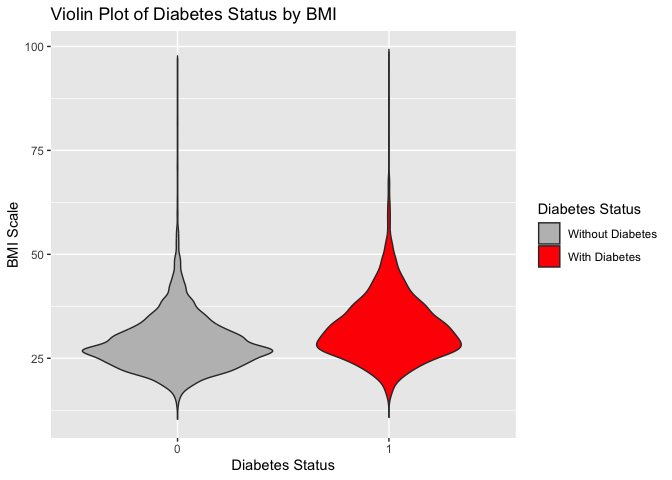 Violin Plot of Diabetes Status by BMI
100
75
50
25
BMI Scale
0
1
Diabetes Status
Diabetes Status
Without Diabetes
With Diabetes